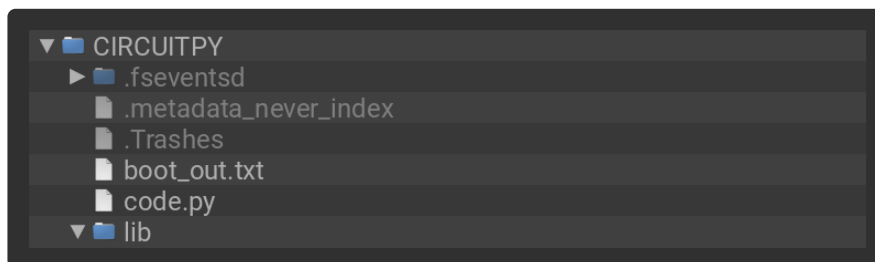 CIRCUITPY
.fseventsd
.metadata_never_index
.Trashes
boot_out.txt
code.py
lib